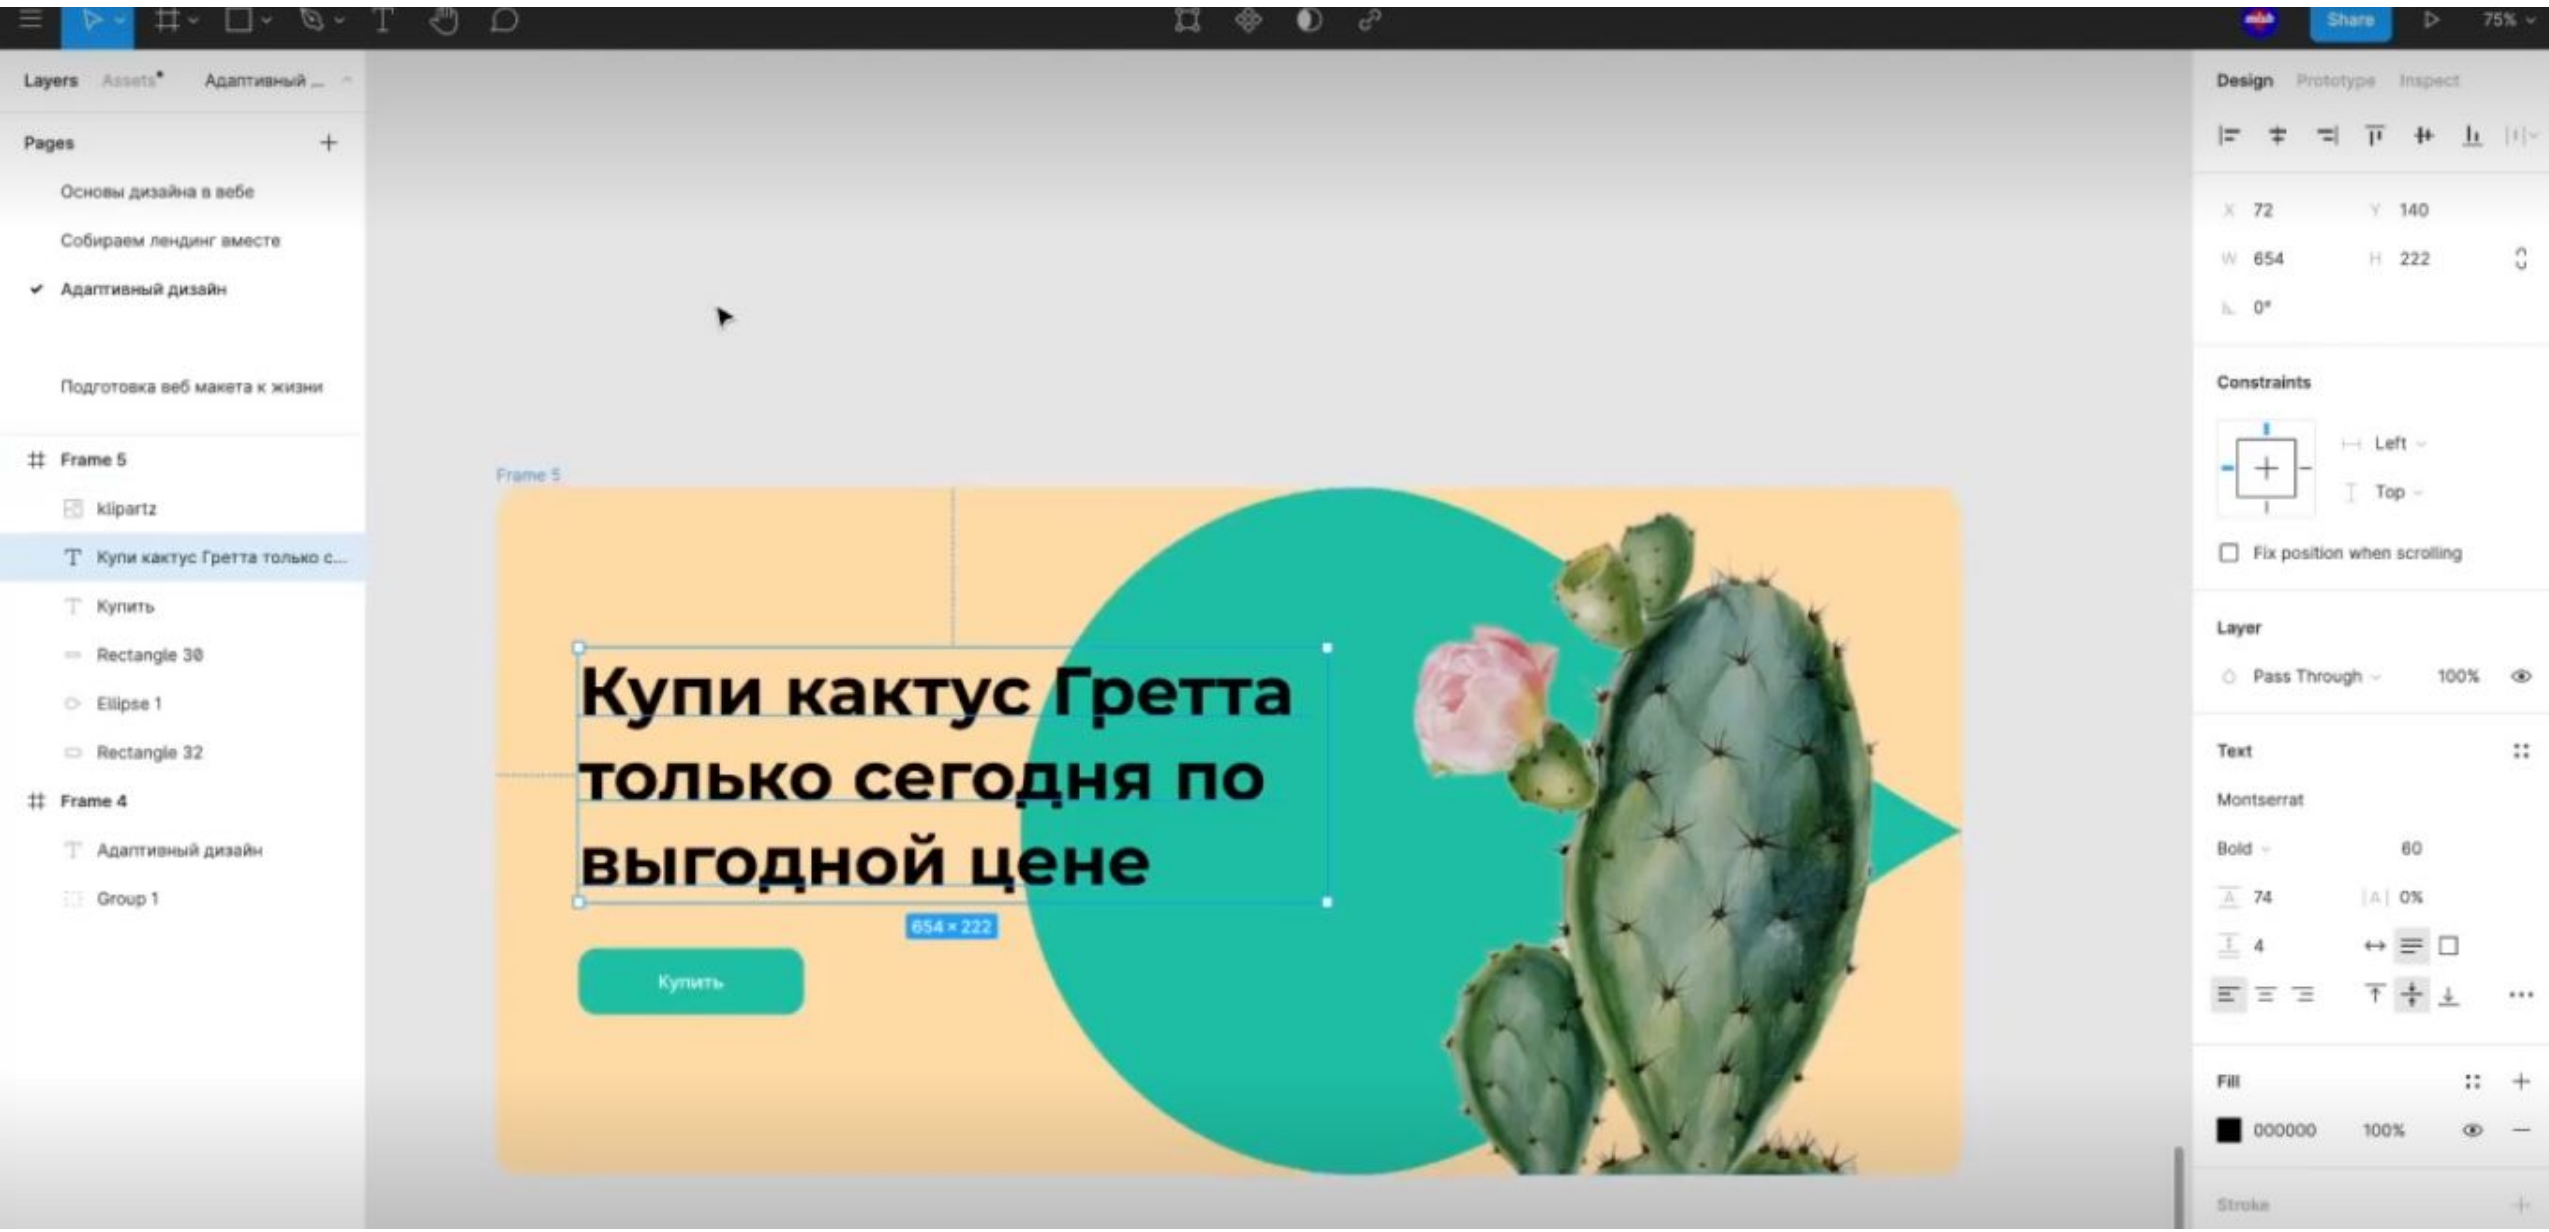 Share
75%
Layers
Assets
Адаптивный ...
Pages
Основы дизайна в вебе
Собираем лендинг вместе
Адаптивный дизайн
Подготовка веб макета к жизни
Frame 5
klipartz
Купи кактус Гретта только с...
Купить
Rectangle 30
Ellipse 1
Rectangle 32
Frame 4
Адаптивный дизайн
Group 1
Frame 5
Купи кактус Гретта
только сегодня по
выгодной цене
654 × 222
Купить
Design
Prototype
Inspect
X 72
Y 140
W 654
H 222
0°
Constraints
Left
Top
Fix position when scrolling
Layer
Pass Through
100%
Text
Montserrat
Bold
60
74
0%
4
Fill
000000
100%
Stroke